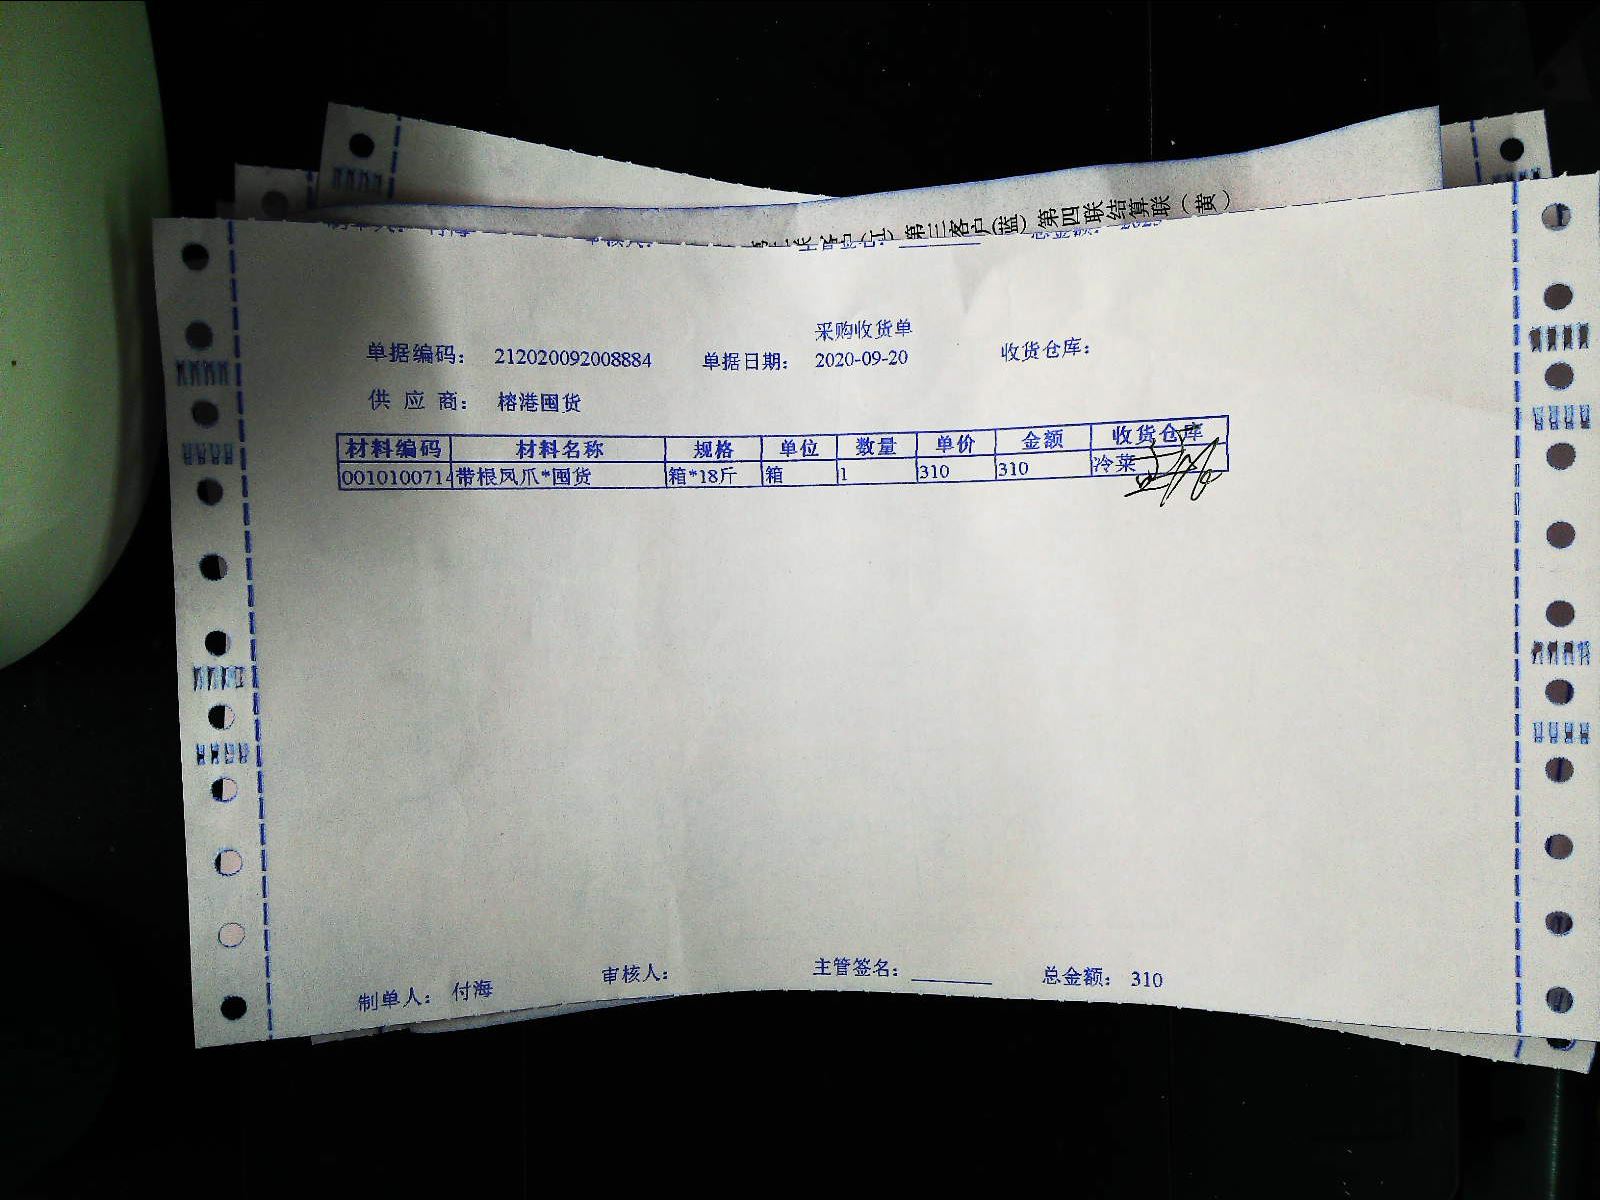 第三客户(蓝) 第四联结算联（黄）
采购收货单
单据编码： 212020092008884 单据日期： 2020-09-20 收货仓库：
供 应 商： 榕港囤货
材料编码 材料名称 规格 单位 数量 单价 金额 收货仓库
0010100714 带根凤爪*囤货 箱*18斤 箱 1 310 310 冷菜
制单人： 付海 审核人： 主管签名： 总金额： 310